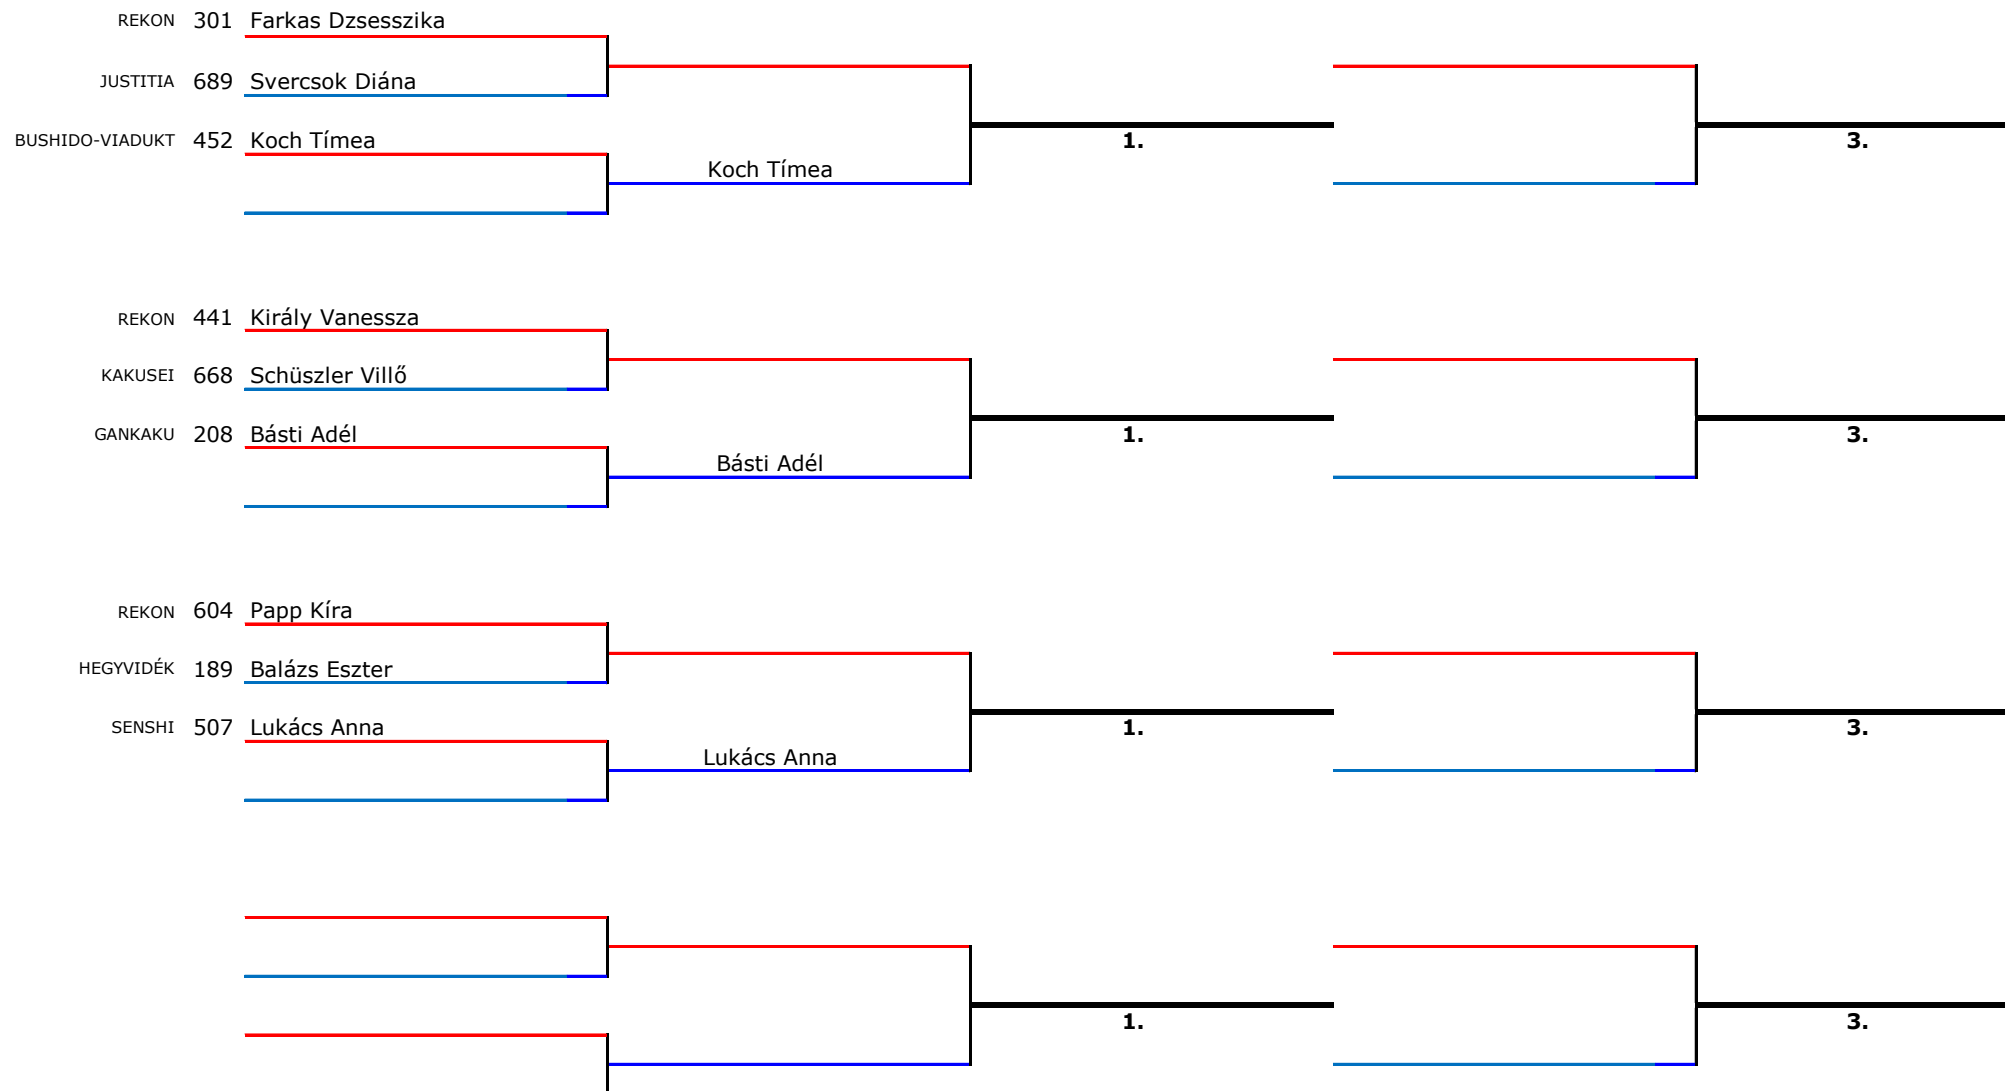 REKON 301 Farkas Dzsesszika
JUSTITIA 689 Svercsok Diána
BUSHIDO-VIADUKT 452 Koch Tímea 1. 3.
Koch Tímea
REKON 441 Király Vanessza
KAKUSEI 668 Schüszler Villő
GANKAKU 208 Básti Adél 1. 3.
Básti Adél
REKON 604 Papp Kíra
HEGYVIDÉK 189 Balázs Eszter
SENSHI 507 Lukács Anna 1. 3.
Lukács Anna
1. 3.